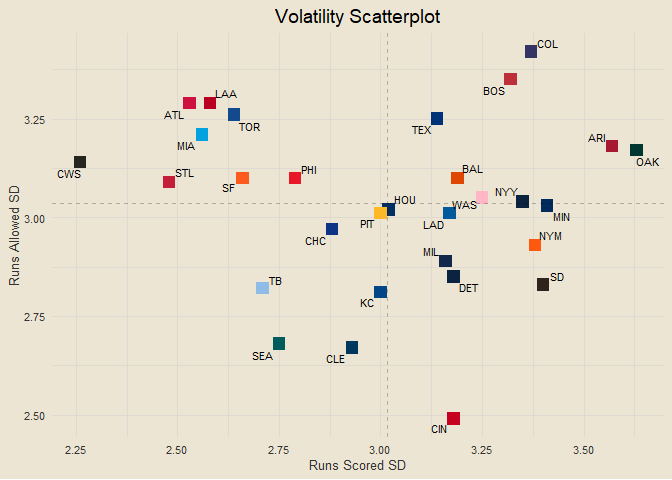 Volatility Scatterplot
COL
BOS
LAA
ATL
TOR
TEX
3.25
MIA
ARI
OAK
CWS
STL
SF
PHI
BAL
HOU
NYY
WAS
3.00
PIT
LAD
MIN
CHC
NYM
MIL
TB
KC
DET
SD
2.75
SEA
CLE
2.50
CIN
Runs Allowed SD
2.25
2.50
2.75
3.00
3.25
3.50
Runs Scored SD